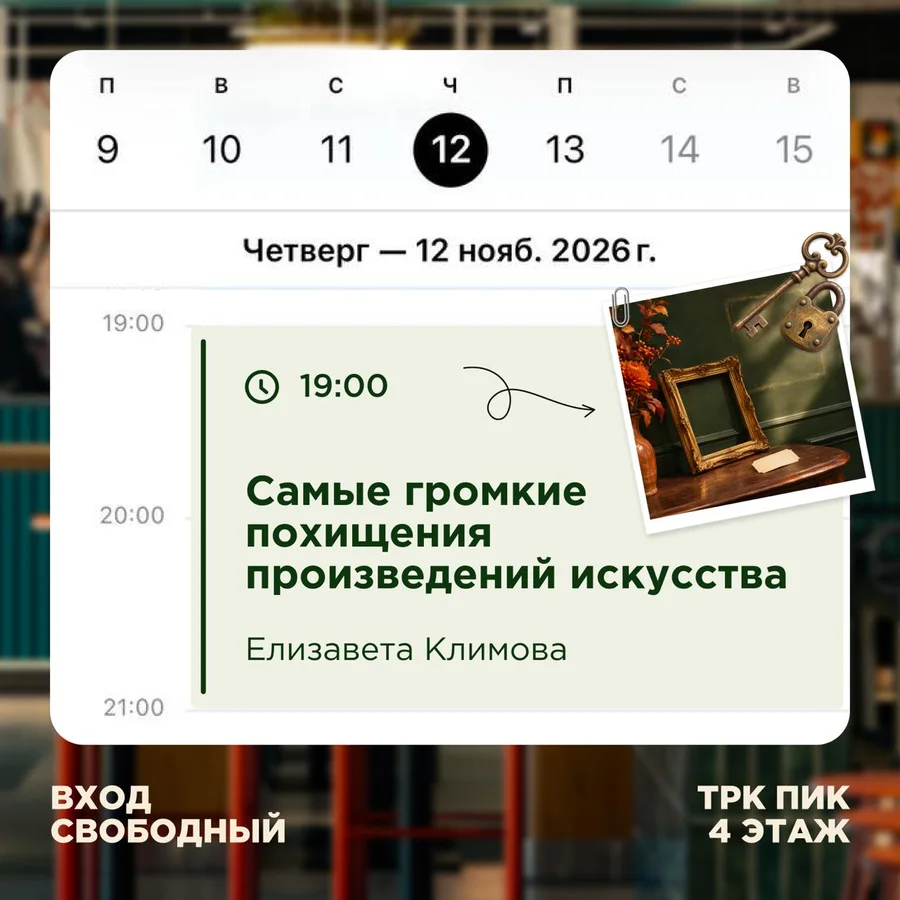 П В С Ч П С В
9 10 11 12 13 14 15
Четверг — 12 нояб. 2026 г.
19:00
19:00
20:00
Самые громкие
похищения
произведений искусства
Елизавета Климова
21:00
ВХОД
СВОБОДНЫЙ
ТРК ПИК
4 ЭТАЖ